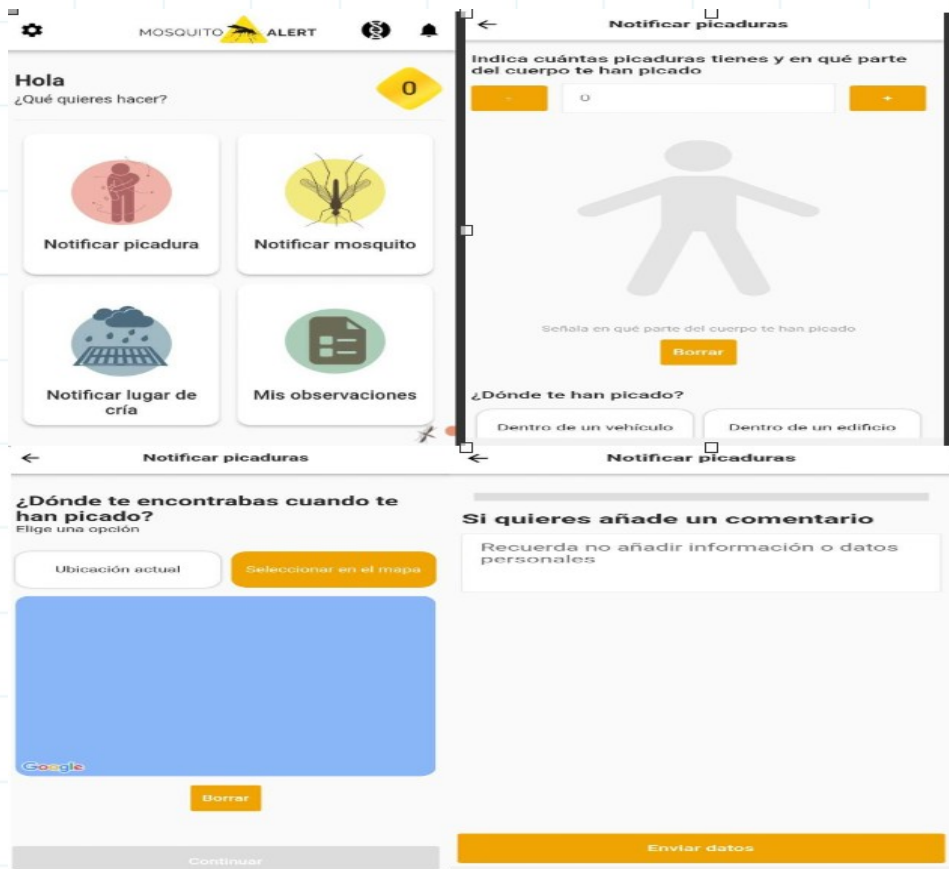 MOSQUITO ALERT
Hola
¿Qué quieres hacer?
0
Notificar picadura
Notificar mosquito
Notificar lugar de
cría
Mis observaciones
Notificar picaduras
Indica cuántas picaduras tienes y en qué parte
del cuerpo te han picado
-
0
+
Señala en qué parte del cuerpo te han picado
Borrar
¿Dónde te han picado?
Dentro de un vehículo
Dentro de un edificio
Notificar picaduras
¿Dónde te encontrabas cuando te
han picado?
Elige una opción
Ubicación actual
Seleccionar en el mapa
Google
Borrar
Continuar
Notificar picaduras
Si quieres añade un comentario
Recuerda no añadir información o datos
personales
Enviar datos